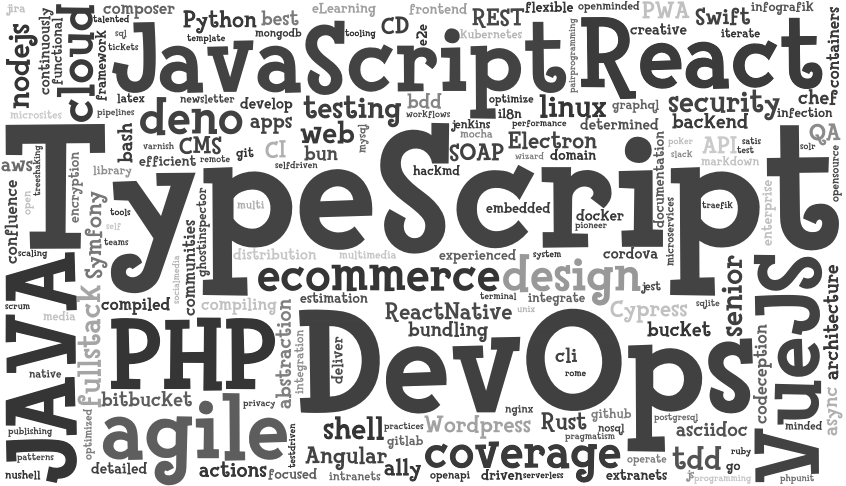 jira
composer
eLearning
frontend
flexible
openminded
PWA
Swift
infografik
talented
continuously
functional
cloud
nodejs
framework
Python
best
CD
REST
creative
iterate
containers
sql
tickets
template
mongodb
tooling
e2e
kubernetes
pairprogramming
JavaScript
React
latex
newsletter
develop
testing
bdd
optimize
il8n
linux
graphql
security
chef
infection
microsites
pipelines
deno
apps
web
mysql
workflows
jenkins
performance
mocha
determined
backend
bash
varnish
CMS
git
CI
bun
SOAP
Electron
poker
API
satis
test
QA
solr
aws
treeshaking
encryption
efficient
remote
selfdriven
wizard
domain
slack
markdown
opensource
library
hackmd
TypeScript
confluence
open
tools
self
teams
Symfony
ghostinspector
multi
embedded
docker
pioneer
documentation
microservices
traefik
enterprise
scaling
communities
socialmedia
distribution
multimedia
experienced
system
cordova
JAVA
ecommerce
design
jest
senior
VueJS
architecture
fullstack
compiled
compiling
estimation
terminal
integrate
sqlite
scrum
media
ReactNative
unix
Cypress
PHP
abstraction
integration
bundling
bucket
DevOps
deliver
cli
rome
codeception
native
bitbucket
privacy
nginx
postgresql
async
minded
publishing
optimized
agile
testdriven
shell
practices
Wordpress
Rust
github
nosql
asciidoc
patterns
gitlab
pragmatism
ruby
nushell
detailed
actions
focused
Angular
intranets
ally
coverage
openapi
driven
serverless
extranets
operate
tdd
go
js
programming
phpunit